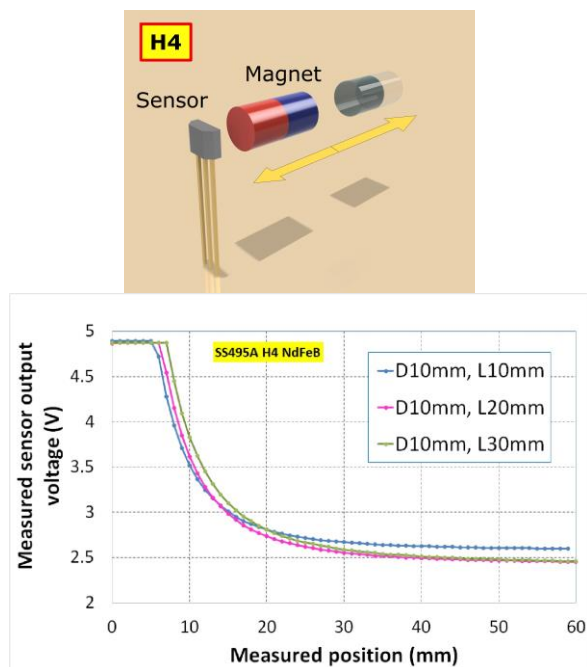 H4
Magnet
Sensor
5
4.5
4
3.5
3
2.5
2
Measured sensor output
voltage (V)
SS495A H4 NdFeB
D10mm, L10mm
D10mm, L20mm
D10mm, L30mm
0
10
20
30
40
50
60
Measured position (mm)